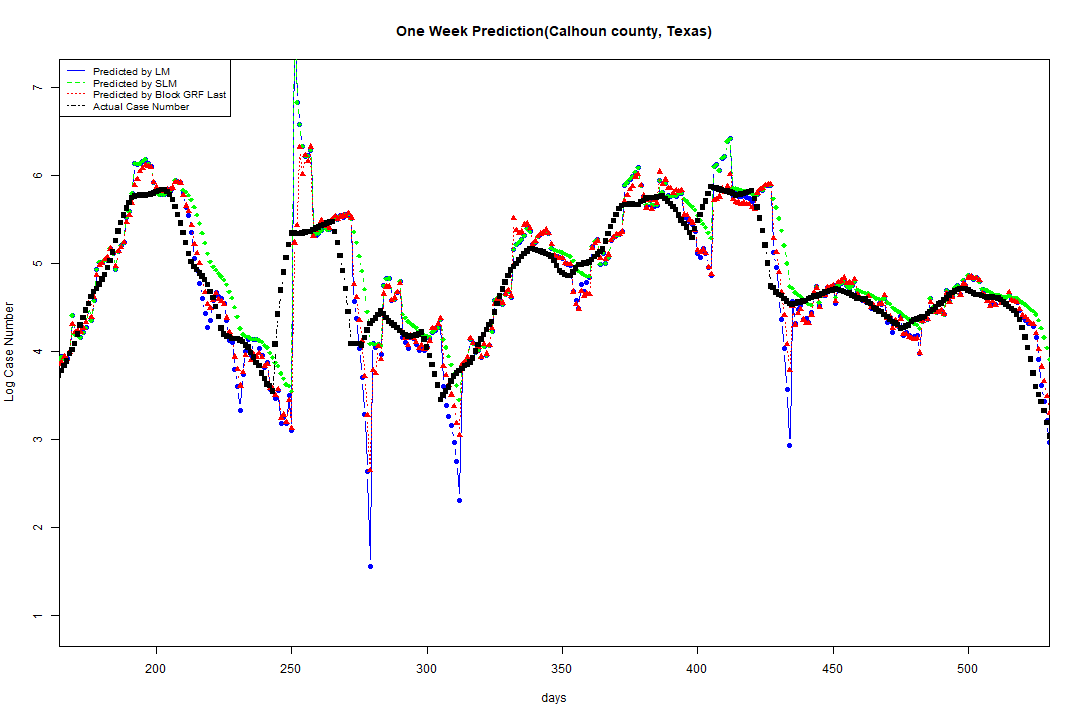 One Week Prediction(Calhoun county, Texas)
Predicted by LM
Predicted by SLM
Predicted by Block GRF Last
Actual Case Number
Log Case Number
7
6
5
4
3
2
1
200 250 300 350 400 450 500
days